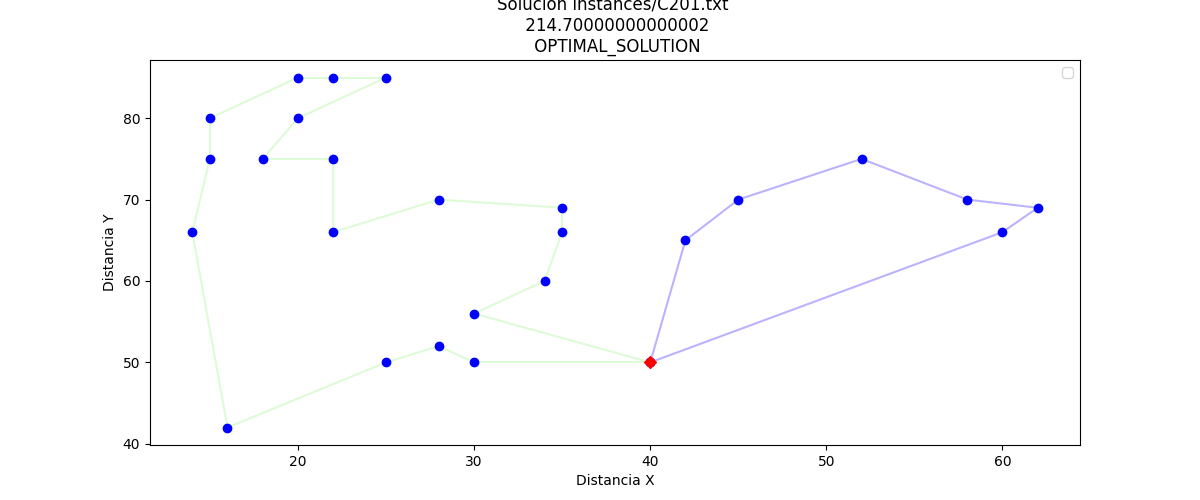 Solución instances/C201.txt
214.70000000000002
OPTIMAL_SOLUTION
80
70
60
50
40
Distancia Y
20
30
40
50
60
Distancia X